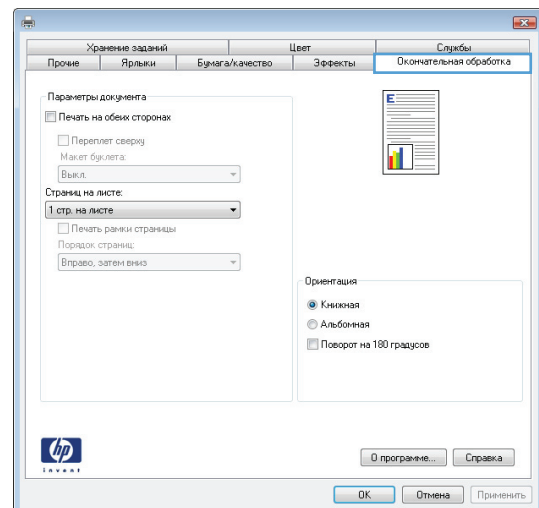 Хранение заданий
Цвет
Службы
Прочие
Ярлыки
Бумага/качество
Эффекты
Окончательная обработка
Параметры документа
Печать на обеих сторонах
Переплет сверху
Макет буклета:
Выкл.
Страниц на листе:
1 стр. на листе
Печать рамки страницы
Порядок страниц:
Вправо, затем вниз
E
Ориентация
Книжная
Альбомная
Поворот на 180 градусов
hp
invent
О программе...
Справка
OK
Отмена
Применить